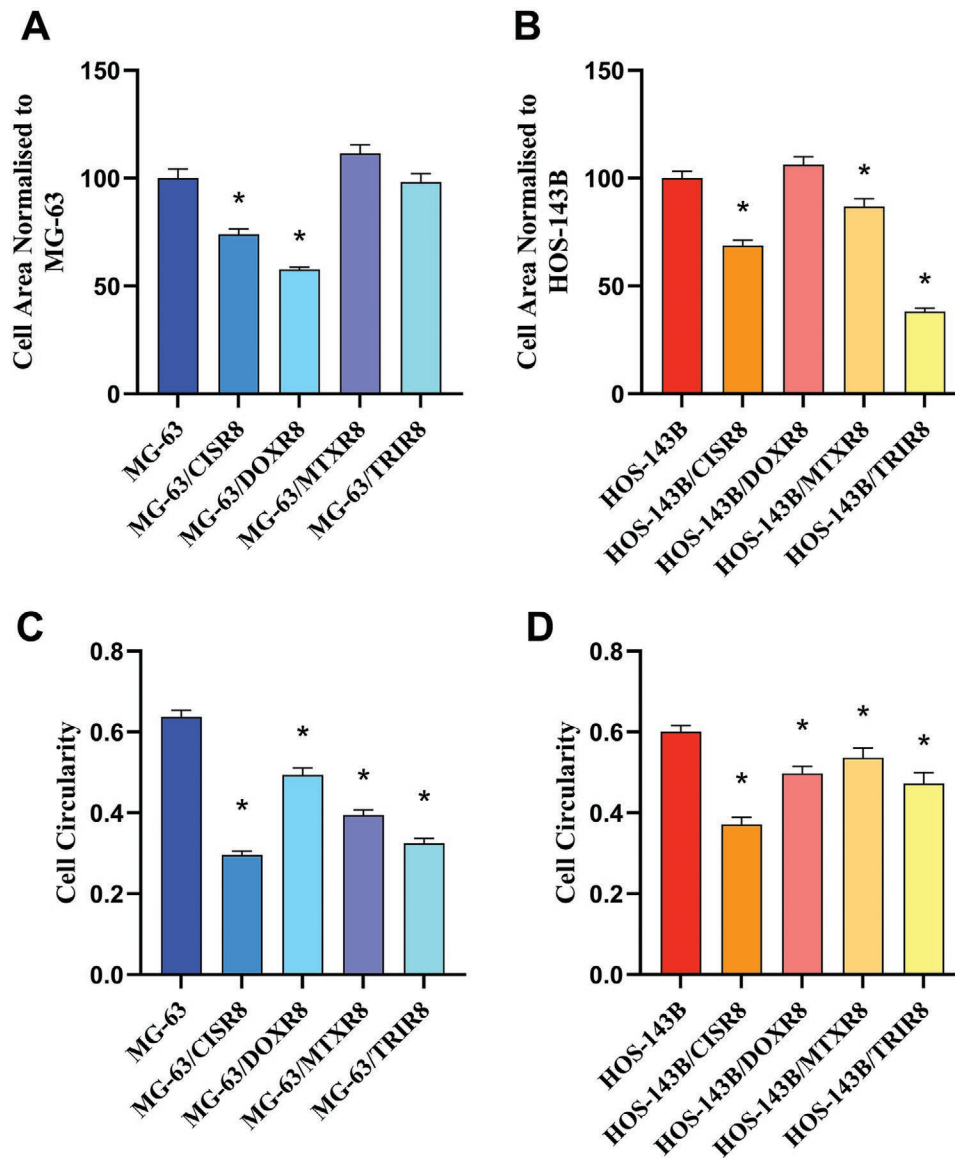 A
Cell Area Normalised to
MG-63
150
100
50
0
*
*
MG-63
MG-63/CISR8
MG-63/DOXR8
MG-63/MTXR8
MG-63/TRIR8
B
Cell Area Normalised to
HOS-143B
150
100
50
0
*
*
*
HOS-143B
HOS-143B/CISR8
HOS-143B/DOXR8
HOS-143B/MTXR8
HOS-143B/TRIR8
C
Cell Circularity
0.8
0.6
0.4
0.2
0.0
*
*
*
*
MG-63
MG-63/CISR8
MG-63/DOXR8
MG-63/MTXR8
MG-63/TRIR8
D
Cell Circularity
0.8
0.6
0.4
0.2
0.0
*
*
*
*
HOS-143B
HOS-143B/CISR8
HOS-143B/DOXR8
HOS-143B/MTXR8
HOS-143B/TRIR8